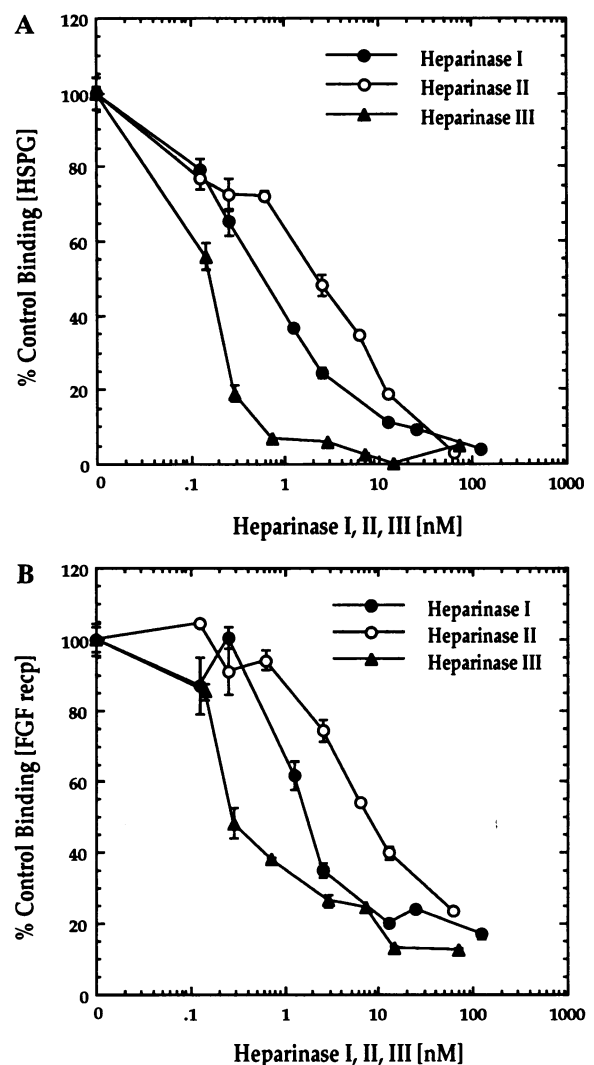 A
120
100
80
60
40
20
0
% Control Binding [HSPG]
Heparinase I
Heparinase II
Heparinase III
0 .1 1 10 100 1000
Heparinase I, II, III [nM]
B
120
100
80
60
40
20
0
% Control Binding [FGF recp]
Heparinase I
Heparinase II
Heparinase III
0 .1 1 10 100 1000
Heparinase I, II, III [nM]